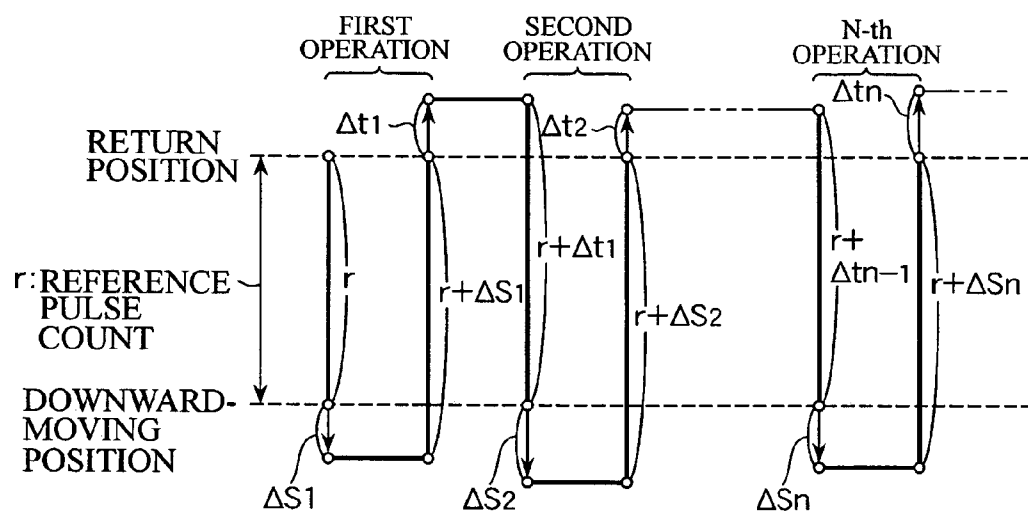 FIRST
OPERATION
SECOND
OPERATION
N-th
OPERATION
Δt1
Δt2
Δtn
RETURN
POSITION
r:REFERENCE
PULSE
COUNT
r
r+ΔS1
r+Δt1
r+ΔS2
r+
Δtn-1
r+ΔSn
DOWNWARD-
MOVING
POSITION
ΔS1
ΔS2
ΔSn